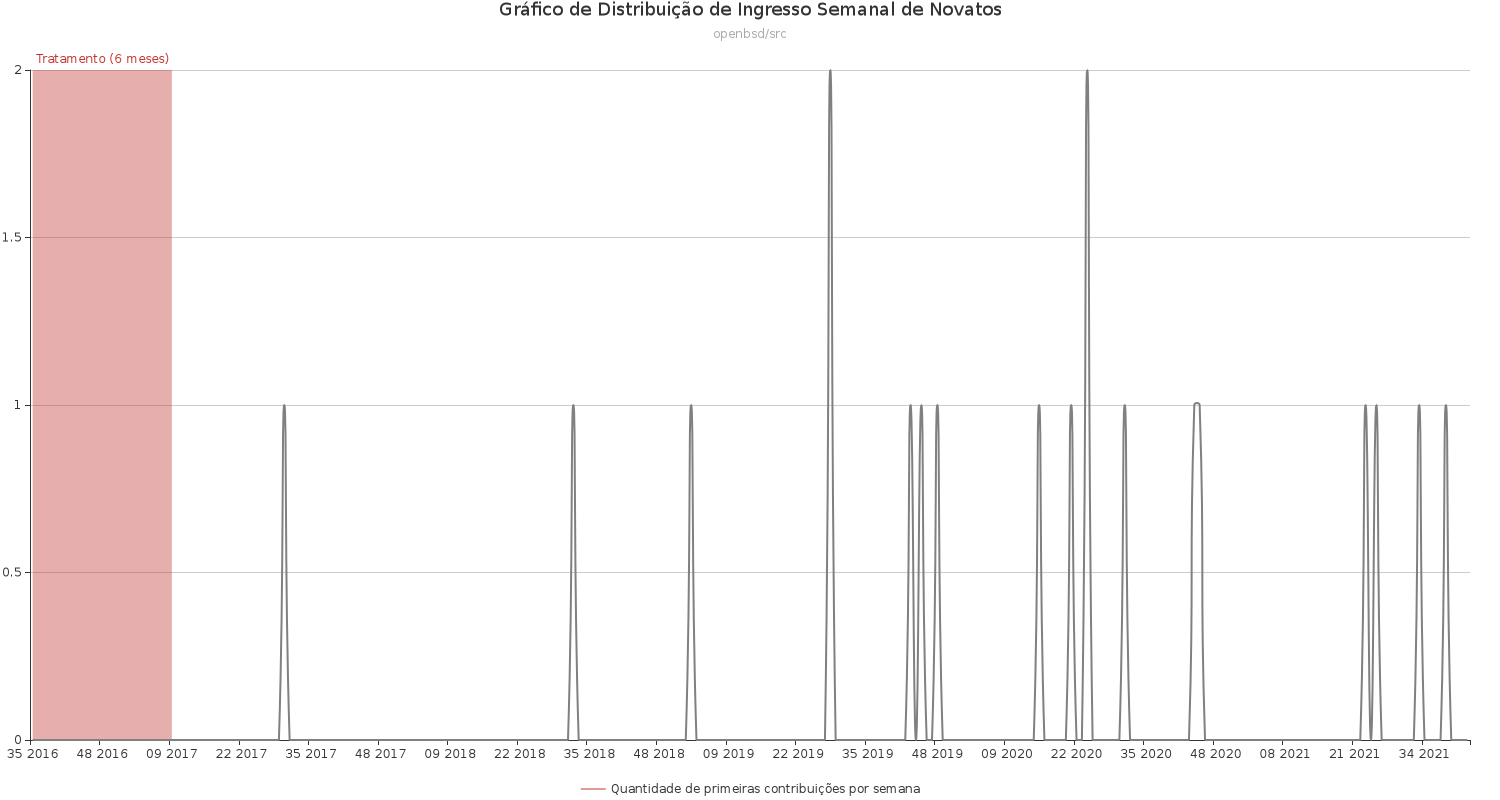 Gráfico de Distribuição de Ingresso Semanal de Novatos
openbsd/src
Tratamento (6 meses)
2
1.5
1
0.5
0
35 2016 48 2016 09 2017 22 2017 35 2017 48 2017 09 2018 22 2018 35 2018 48 2018 09 2019 22 2019 35 2019 48 2019 09 2020 22 2020 35 2020 48 2020 08 2021 21 2021 34 2021
Quantidade de primeiras contribuições por semana